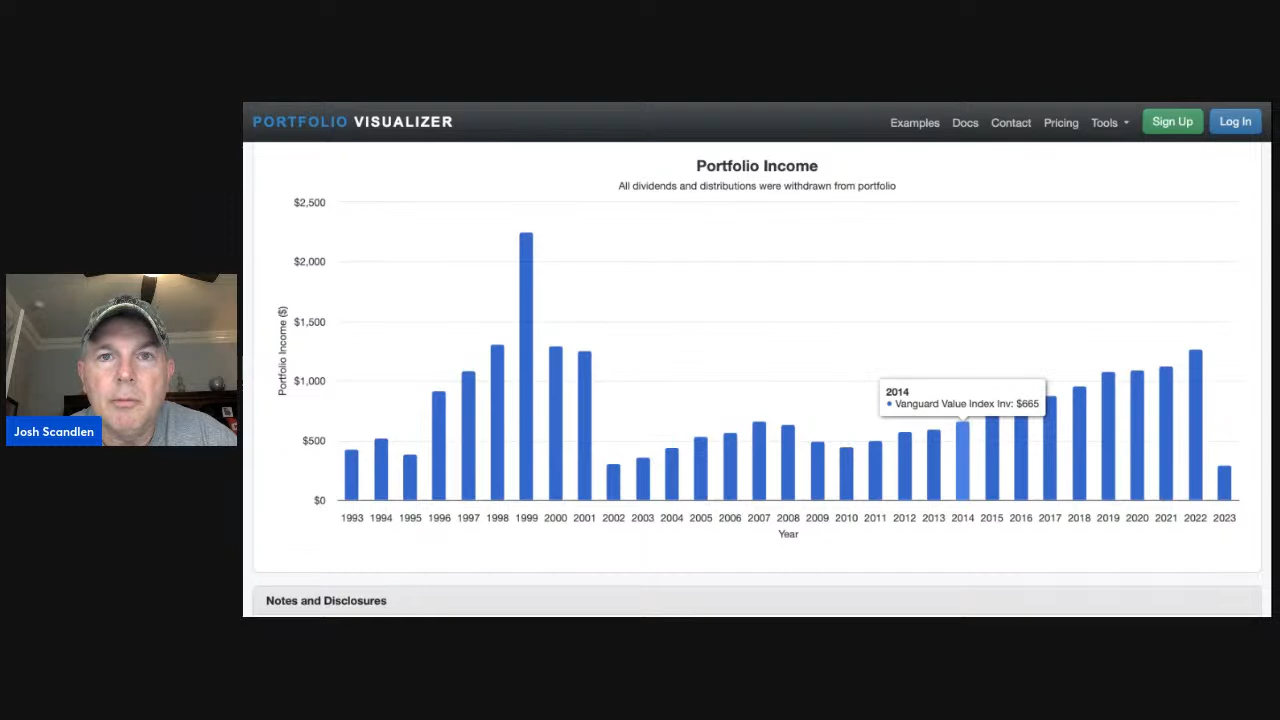 PORTFOLIO VISUALIZER
Examples Docs Contact Pricing Tools Sign Up Log In
Portfolio Income
All dividends and distributions were withdrawn from portfolio
Portfolio Income ($)
$2,500
$2,000
$1,500
$1,000
$500
$0
2014
Vanguard Value Index Inv: $665
1993 1994 1995 1996 1997 1998 1999 2000 2001 2002 2003 2004 2005 2006 2007 2008 2009 2010 2011 2012 2013 2014 2015 2016 2017 2018 2019 2020 2021 2022 2023
Year
Notes and Disclosures
Josh Scandlen